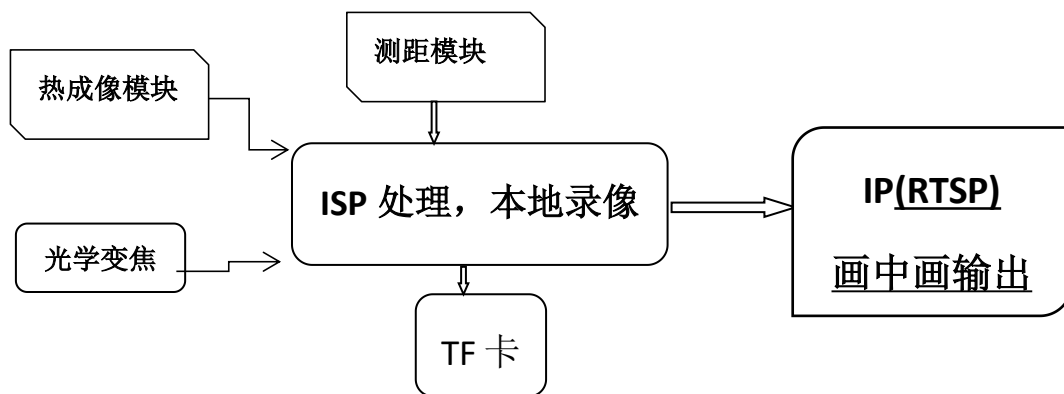 测距模块
热成像模块
ISP 处理，本地录像
IP(RTSP)
画中画输出
光学变焦
TF 卡